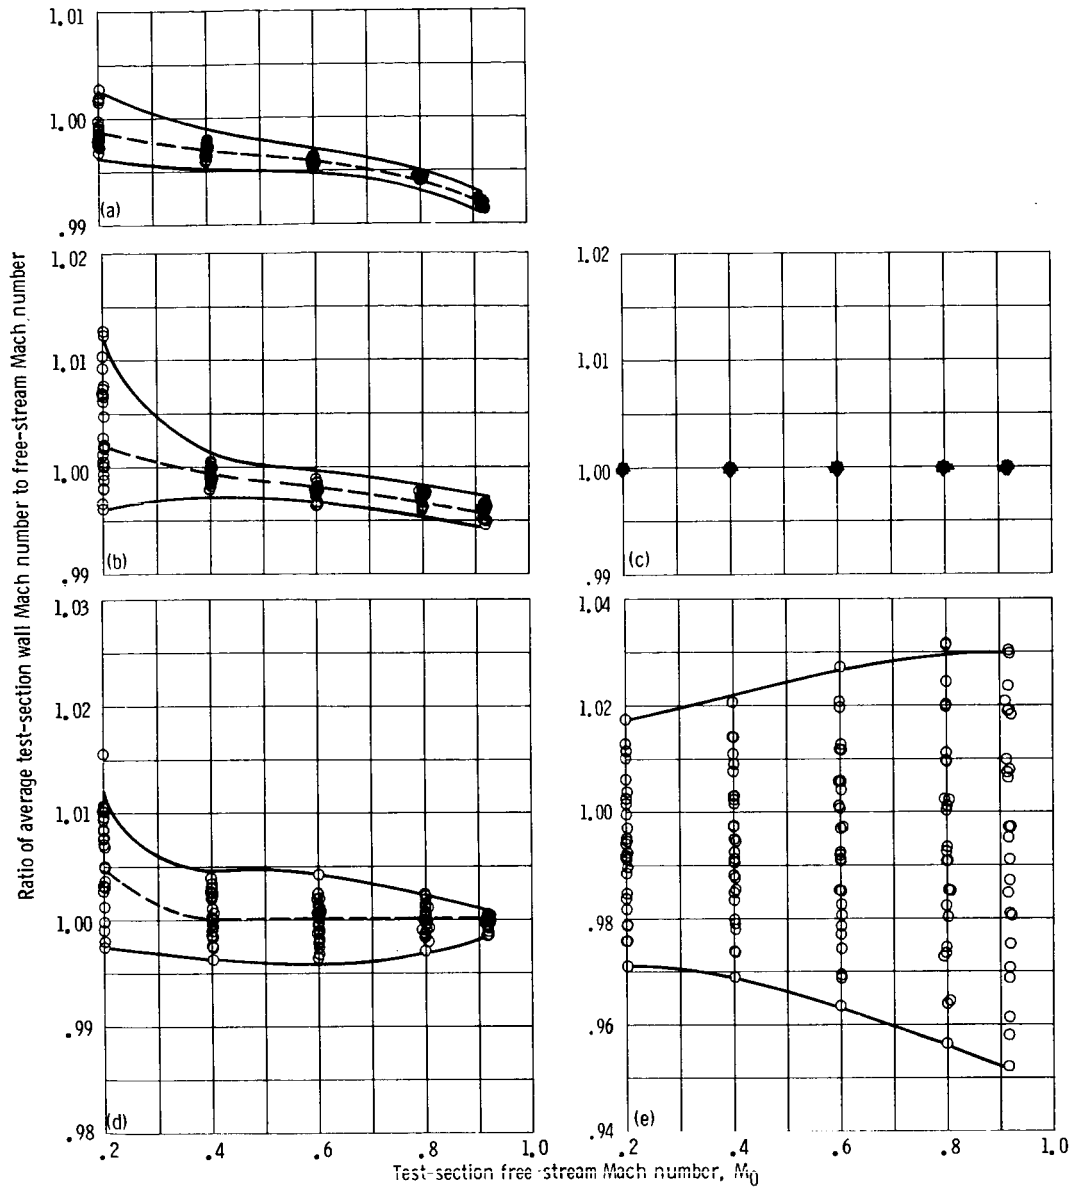 1.01
1.00
.99
(a)
Ratio of average test-section wall Mach number to free-stream Mach number
1.02
1.01
1.00
.99
(b)
1.02
1.01
1.00
.99
(c)
1.03
1.02
1.01
1.00
.99
.98
(d)
.2 .4 .6 .8 1.0
1.04
1.02
1.00
.98
.96
.94
(e)
.2 .4 .6 .8 1.0
Test-section free-stream Mach number, M0